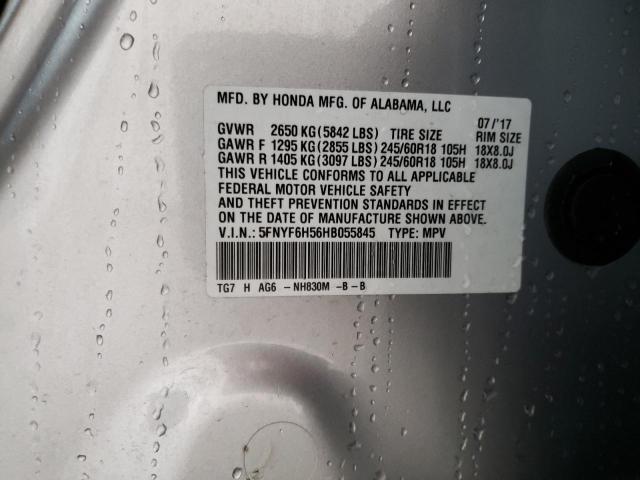 MFD. BY HONDA MFG. OF ALABAMA, LLC
07/'17
GVWR 2650 KG (5842 LBS) TIRE SIZE RIM SIZE
GAWR F 1295 KG (2855 LBS) 245/60R18 105H 18X8.0J
GAWR R 1405 KG (3097 LBS) 245/60R18 105H 18X8.0J
THIS VEHICLE CONFORMS TO ALL APPLICABLE
FEDERAL MOTOR VEHICLE SAFETY
AND THEFT PREVENTION STANDARDS IN EFFECT
ON THE DATE OF MANUFACTURE SHOWN ABOVE.
V.I.N: 5FNYF6H56HB055845 TYPE: MPV
TG7 H AG6 -NH830M -B-B